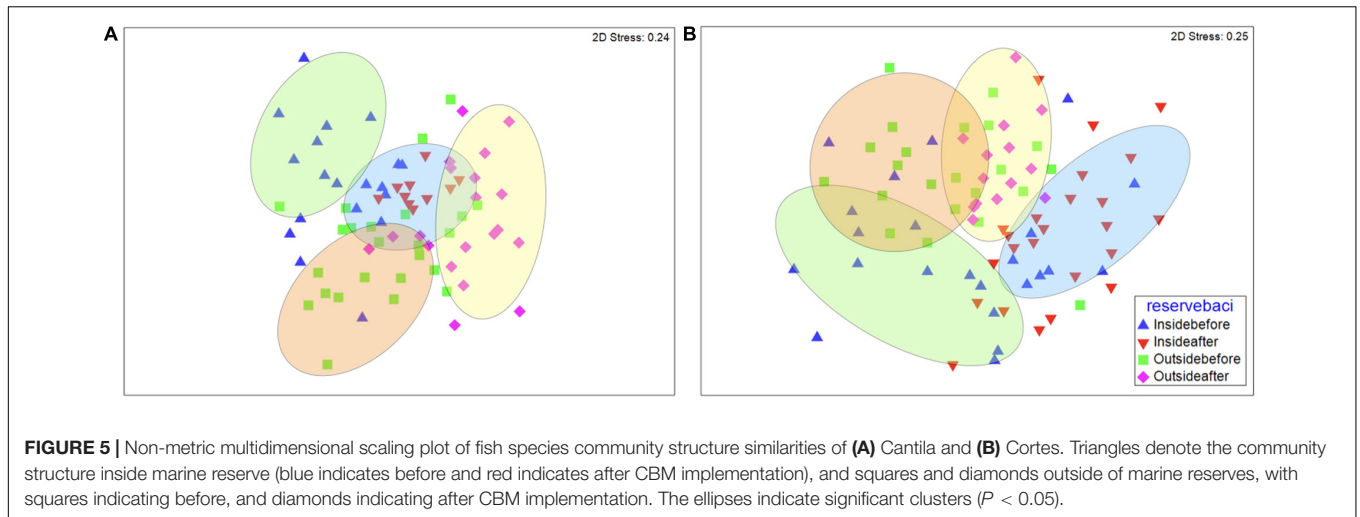 A
2D Stress: 0.24
B
2D Stress: 0.25
reservebaci
Insidebefore
Insideafter
Outsidebefore
Outsideafter
FIGURE 5 | Non-metric multidimensional scaling plot of fish species community structure similarities of (A) Cantila and (B) Cortes. Triangles denote the community
structure inside marine reserve (blue indicates before and red indicates after CBM implementation), and squares and diamonds outside of marine reserves, with
squares indicating before, and diamonds indicating after CBM implementation. The ellipses indicate significant clusters (P < 0.05).